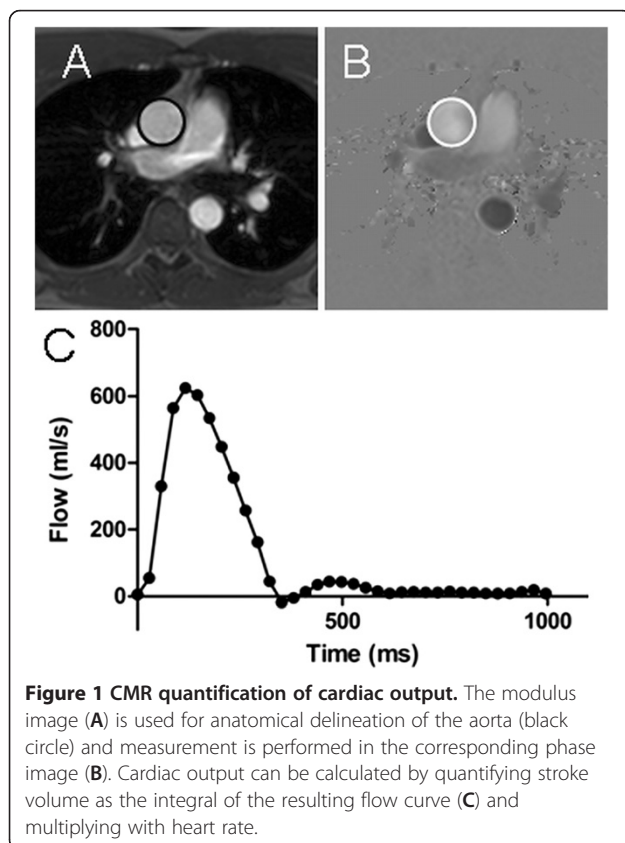 A
B
C
800
600
400
200
0
Flow (ml/s)
500
1000
Time (ms)
Figure 1 CMR quantification of cardiac output. The modulus
image (A) is used for anatomical delineation of the aorta (black
circle) and measurement is performed in the corresponding phase
image (B). Cardiac output can be calculated by quantifying stroke
volume as the integral of the resulting flow curve (C) and
multiplying with heart rate.